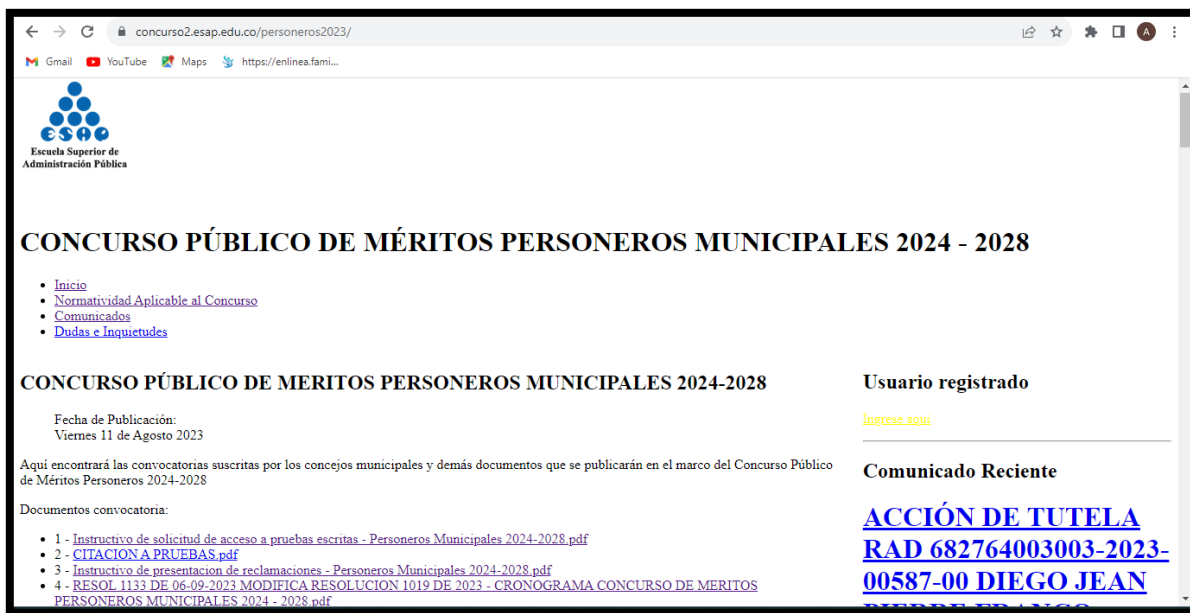 concurso2.esap.edu.co/personeros2023/
A
Gmail YouTube Maps https://enlinea.fami...
ESAP
Escuela Superior de
Administración Pública
CONCURSO PÚBLICO DE MÉRITOS PERSONEROS MUNICIPALES 2024 - 2028
Inicio
Normatividad Aplicable al Concurso
Comunicados
Dudas e Inquietudes
CONCURSO PÚBLICO DE MERITOS PERSONEROS MUNICIPALES 2024-2028
Fecha de Publicación:
Viernes 11 de Agosto 2023
Aquí encontrará las convocatorias suscritas por los concejos municipales y demás documentos que se publicarán en el marco del Concurso Público
de Méritos Personeros 2024-2028
Documentos convocatoria:
1 - Instructivo de solicitud de acceso a pruebas escritas - Personeros Municipales 2024-2028.pdf
2 - CITACION A PRUEBAS.pdf
3 - Instructivo de presentacion de reclamaciones - Personeros Municipales 2024-2028.pdf
4 - RESOL 1133 DE 06-09-2023 MODIFICA RESOLUCION 1019 DE 2023 - CRONOGRAMA CONCURSO DE MERITOS
PERSONEROS MUNICIPALES 2024 - 2028.pdf
Usuario registrado
Ingrese aquí
Comunicado Reciente
ACCIÓN DE TUTELA
RAD 682764003003-2023-
00587-00 DIEGO JEAN
PIERRE FRANCO